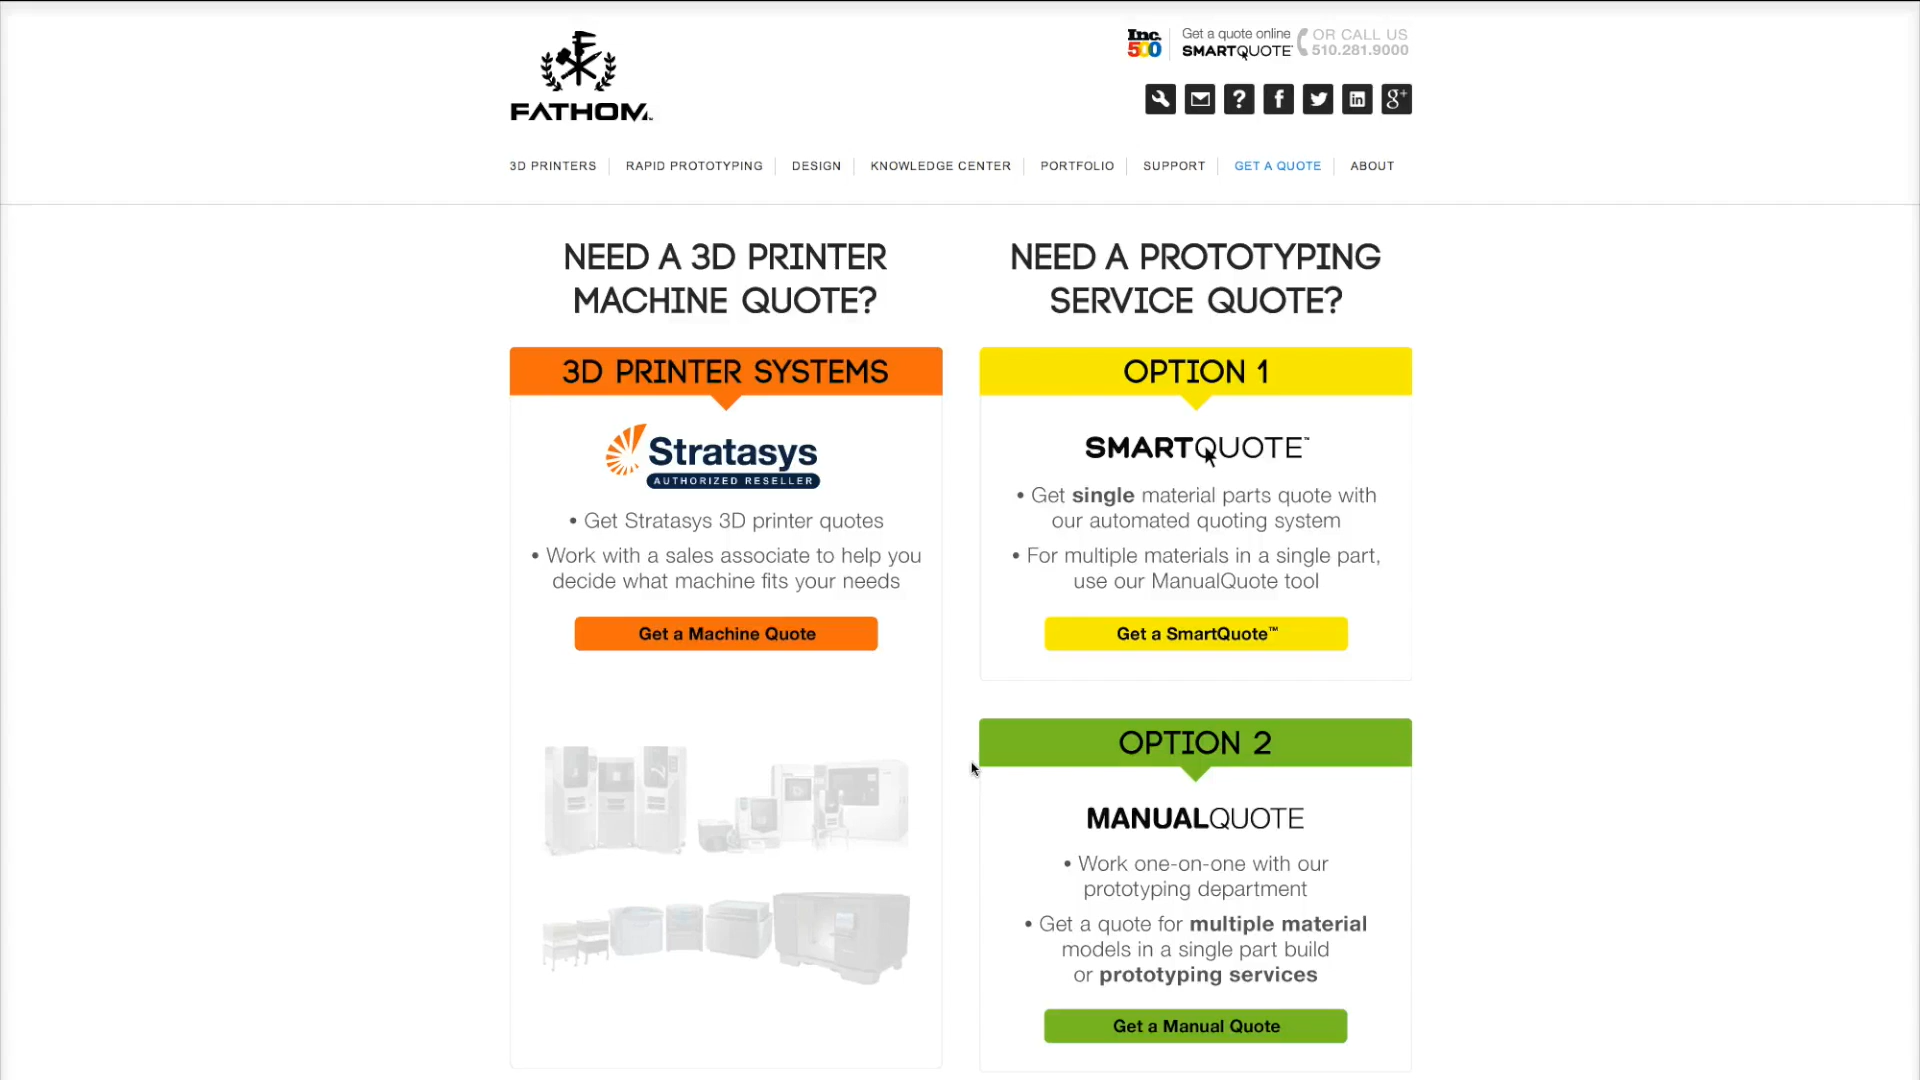 Inc.
500
Get a quote online
SMARTQUOTE
OR CALL US
510.281.9000
FATHOM
3D PRINTERS
RAPID PROTOTYPING
DESIGN
KNOWLEDGE CENTER
PORTFOLIO
SUPPORT
GET A QUOTE
ABOUT
NEED A 3D PRINTER
MACHINE QUOTE?
3D PRINTER SYSTEMS
Stratasys
AUTHORIZED RESELLER
• Get Stratasys 3D printer quotes
• Work with a sales associate to help you
decide what machine fits your needs
Get a Machine Quote
NEED A PROTOTYPING
SERVICE QUOTE?
OPTION 1
SMARTQUOTE™
• Get single material parts quote with
our automated quoting system
• For multiple materials in a single part,
use our ManualQuote tool
Get a SmartQuote™
OPTION 2
MANUALQUOTE
• Work one-on-one with our
prototyping department
• Get a quote for multiple material
models in a single part build
or prototyping services
Get a Manual Quote